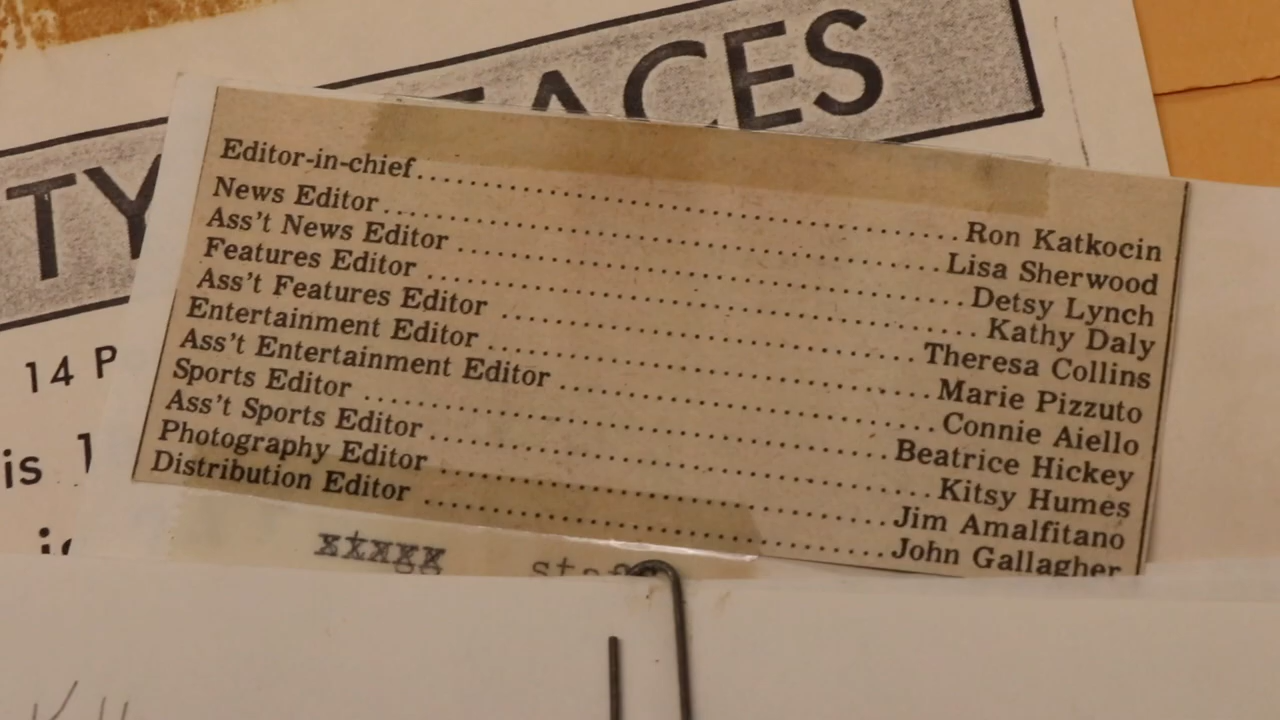 TY ACES
Editor-in-chief.......... Ron Katkocin
News Editor.......... Lisa Sherwood
Ass't News Editor.......... Detsy Lynch
Features Editor.......... Kathy Daly
Ass't Features Editor.......... Theresa Collins
Entertainment Editor.......... Marie Pizzuto
Ass't Entertainment Editor.......... Connie Aiello
Sports Editor.......... Beatrice Hickey
Ass't Sports Editor.......... Kitsy Humes
Photography Editor.......... Jim Amalfitano
Distribution Editor.......... John Gallagher
14 P
is 1